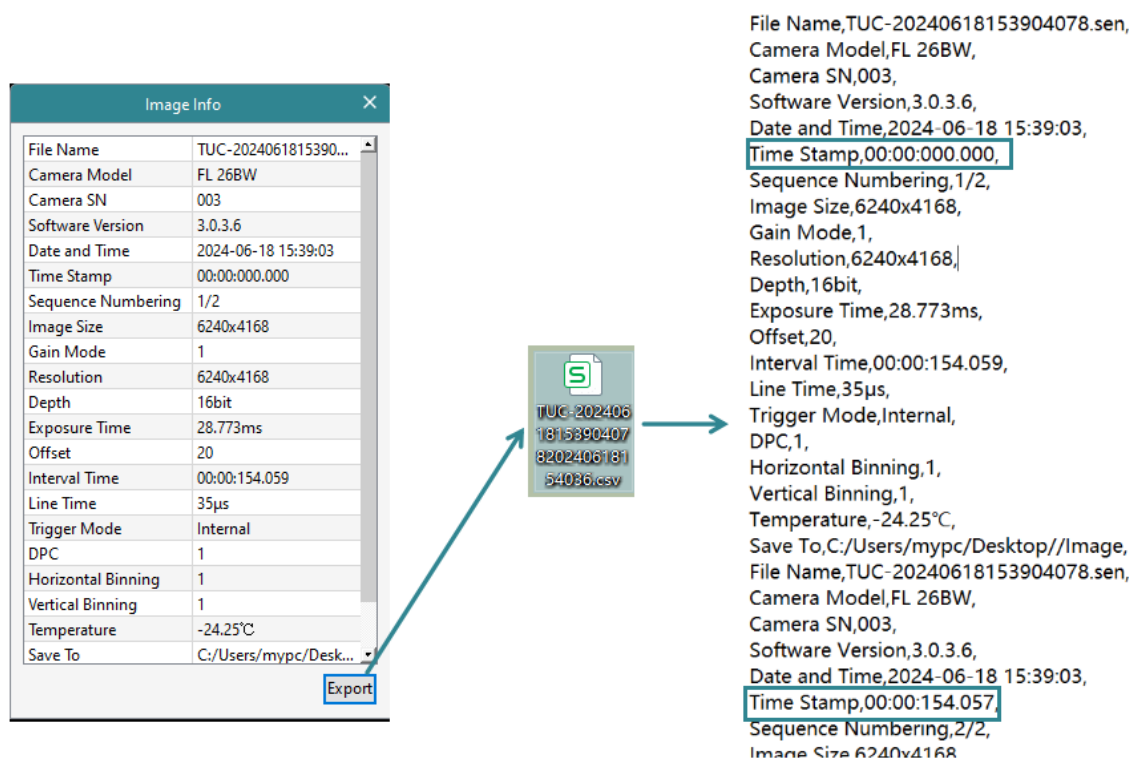 Image Info
File Name TUC-2024061815390...
Camera Model FL 26BW
Camera SN 003
Software Version 3.0.3.6
Date and Time 2024-06-18 15:39:03
Time Stamp 00:00:000.000
Sequence Numbering 1/2
Image Size 6240x4168
Gain Mode 1
Resolution 6240x4168
Depth 16bit
Exposure Time 28.773ms
Offset 20
Interval Time 00:00:154.059
Line Time 35µs
Trigger Mode Internal
DPC 1
Horizontal Binning 1
Vertical Binning 1
Temperature -24.25℃
Save To C:/Users/mypc/Desk...
Export
S
TUC-202406
1815390407
8202406181
54036.csv
File Name,TUC-20240618153904078.sen,
Camera Model,FL 26BW,
Camera SN,003,
Software Version,3.0.3.6,
Date and Time,2024-06-18 15:39:03,
Time Stamp,00:00:000.000,
Sequence Numbering,1/2,
Image Size,6240x4168,
Gain Mode,1,
Resolution,6240x4168,
Depth,16bit,
Exposure Time,28.773ms,
Offset,20,
Interval Time,00:00:154.059,
Line Time,35µs,
Trigger Mode,Internal,
DPC,1,
Horizontal Binning,1,
Vertical Binning,1,
Temperature,-24.25℃,
Save To,C:/Users/mypc/Desktop//Image,
File Name,TUC-20240618153904078.sen,
Camera Model,FL 26BW,
Camera SN,003,
Software Version,3.0.3.6,
Date and Time,2024-06-18 15:39:03,
Time Stamp,00:00:154.057,
Sequence Numbering,2/2,
Image Size,6240x4168